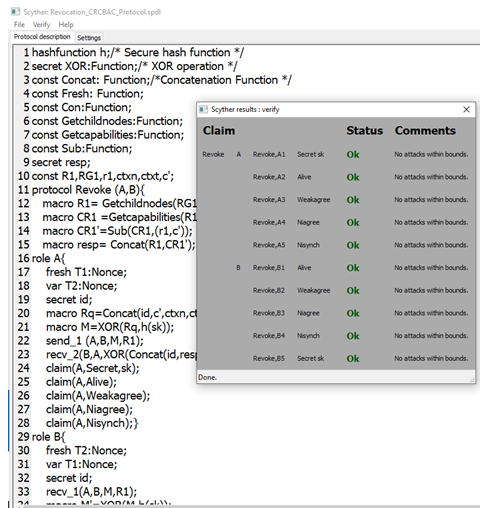 Scyther: Revocation_CRCBAC_Protocol.spdl
File Verify Help
Protocol description Settings
1 hashfunction h;/* Secure hash function */
2 secret XOR:Function;/* XOR operation */
3 const Concat: Function;/*Concatenation Function */
4 const Fresh: Function;
5 const Con:Function;
6 const Getchildnodes:Function;
7 const Getcapabilities:Function;
8 const Sub:Function;
9 secret resp;
10 const R1,RG1,r1,ctxn,ctxt,c';
11 protocol Revoke (A,B){
12 macro R1= Getchildnodes(RG1
13 macro CR1 =Getcapabilities(R1
14 macro CR1'=Sub(CR1,(r1,c'));
15 macro resp= Concat(R1,CR1');
16 role A{
17 fresh T1:Nonce;
18 var T2:Nonce;
19 secret id;
20 macro Rq=Concat(id,c',ctxn,ct
21 macro M=XOR(Rq,h(sk));
22 send_1 (A,B,M,R1);
23 recv_2(B,A,XOR(Concat(id,resp
24 claim(A,Secret,sk);
25 claim(A,Alive);
26 claim(A,Weakagree);
27 claim(A,Niagree);
28 claim(A,Nisynch);}
29 role B{
30 fresh T2:Nonce;
31 var T1:Nonce;
32 secret id;
33 recv_1(A,B,M,R1);
34 macro M'=XOR(M,h(sk));
Scyther results : verify
Claim Status Comments
Revoke A Revoke,A1 Secret sk Ok No attacks within bounds.
Revoke,A2 Alive Ok No attacks within bounds.
Revoke,A3 Weakagree Ok No attacks within bounds.
Revoke,A4 Niagree Ok No attacks within bounds.
Revoke,A5 Nisynch Ok No attacks within bounds.
B Revoke,B1 Alive Ok No attacks within bounds.
Revoke,B2 Weakagree Ok No attacks within bounds.
Revoke,B3 Niagree Ok No attacks within bounds.
Revoke,B4 Nisynch Ok No attacks within bounds.
Revoke,B5 Secret sk Ok No attacks within bounds.
Done.